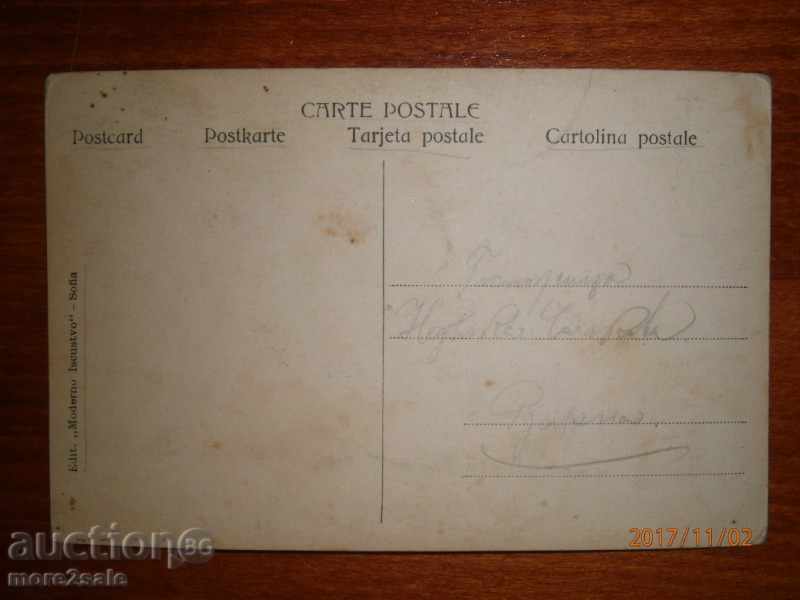 CARTE POSTALE
Postcard Postkarte Tarjeta postale Cartolina postale
Edit. „Moderno Iscustvo“ – Sofia
2017/11/02
auction BG
more2sale